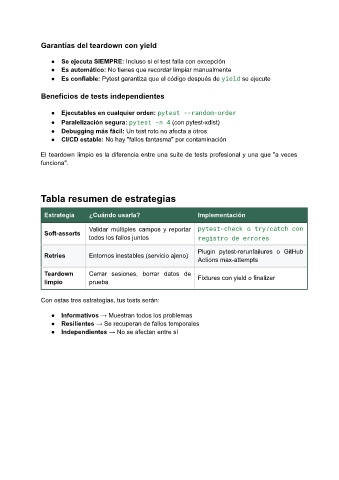 Garantías del teardown con yield
● Se ejecuta SIEMPRE: Incluso si el test falla con excepción
● Es automático: No tienes que recordar limpiar manualmente
● Es confiable: Pytest garantiza que el código después de yield se ejecute
Beneficios de tests independientes
● Ejecutables en cualquier orden: pytest --random-order
● Paralelización segura: pytest -n 4 (con pytest-xdist)
● Debugging más fácil: Un test roto no afecta a otros
● CI/CD estable: No hay "fallos fantasma" por contaminación
El teardown limpio es la diferencia entre una suite de tests profesional y una que "a veces
funciona".
Tabla resumen de estrategias
Estrategia ¿Cuándo usarla? Implementación
Soft-asserts Validar múltiples campos y reportar todos los fallos juntos pytest-check o try/catch con registro de errores
Retries Entornos inestables (servicio ajeno) Plugin pytest-rerunfailures o GitHub Actions max-attempts
Teardown limpio Cerrar sesiones, borrar datos de prueba Fixtures con yield o finalizer
Con estas tres estrategias, tus tests serán:
● Informativos → Muestran todos los problemas
● Resilientes → Se recuperan de fallos temporales
● Independientes → No se afectan entre sí